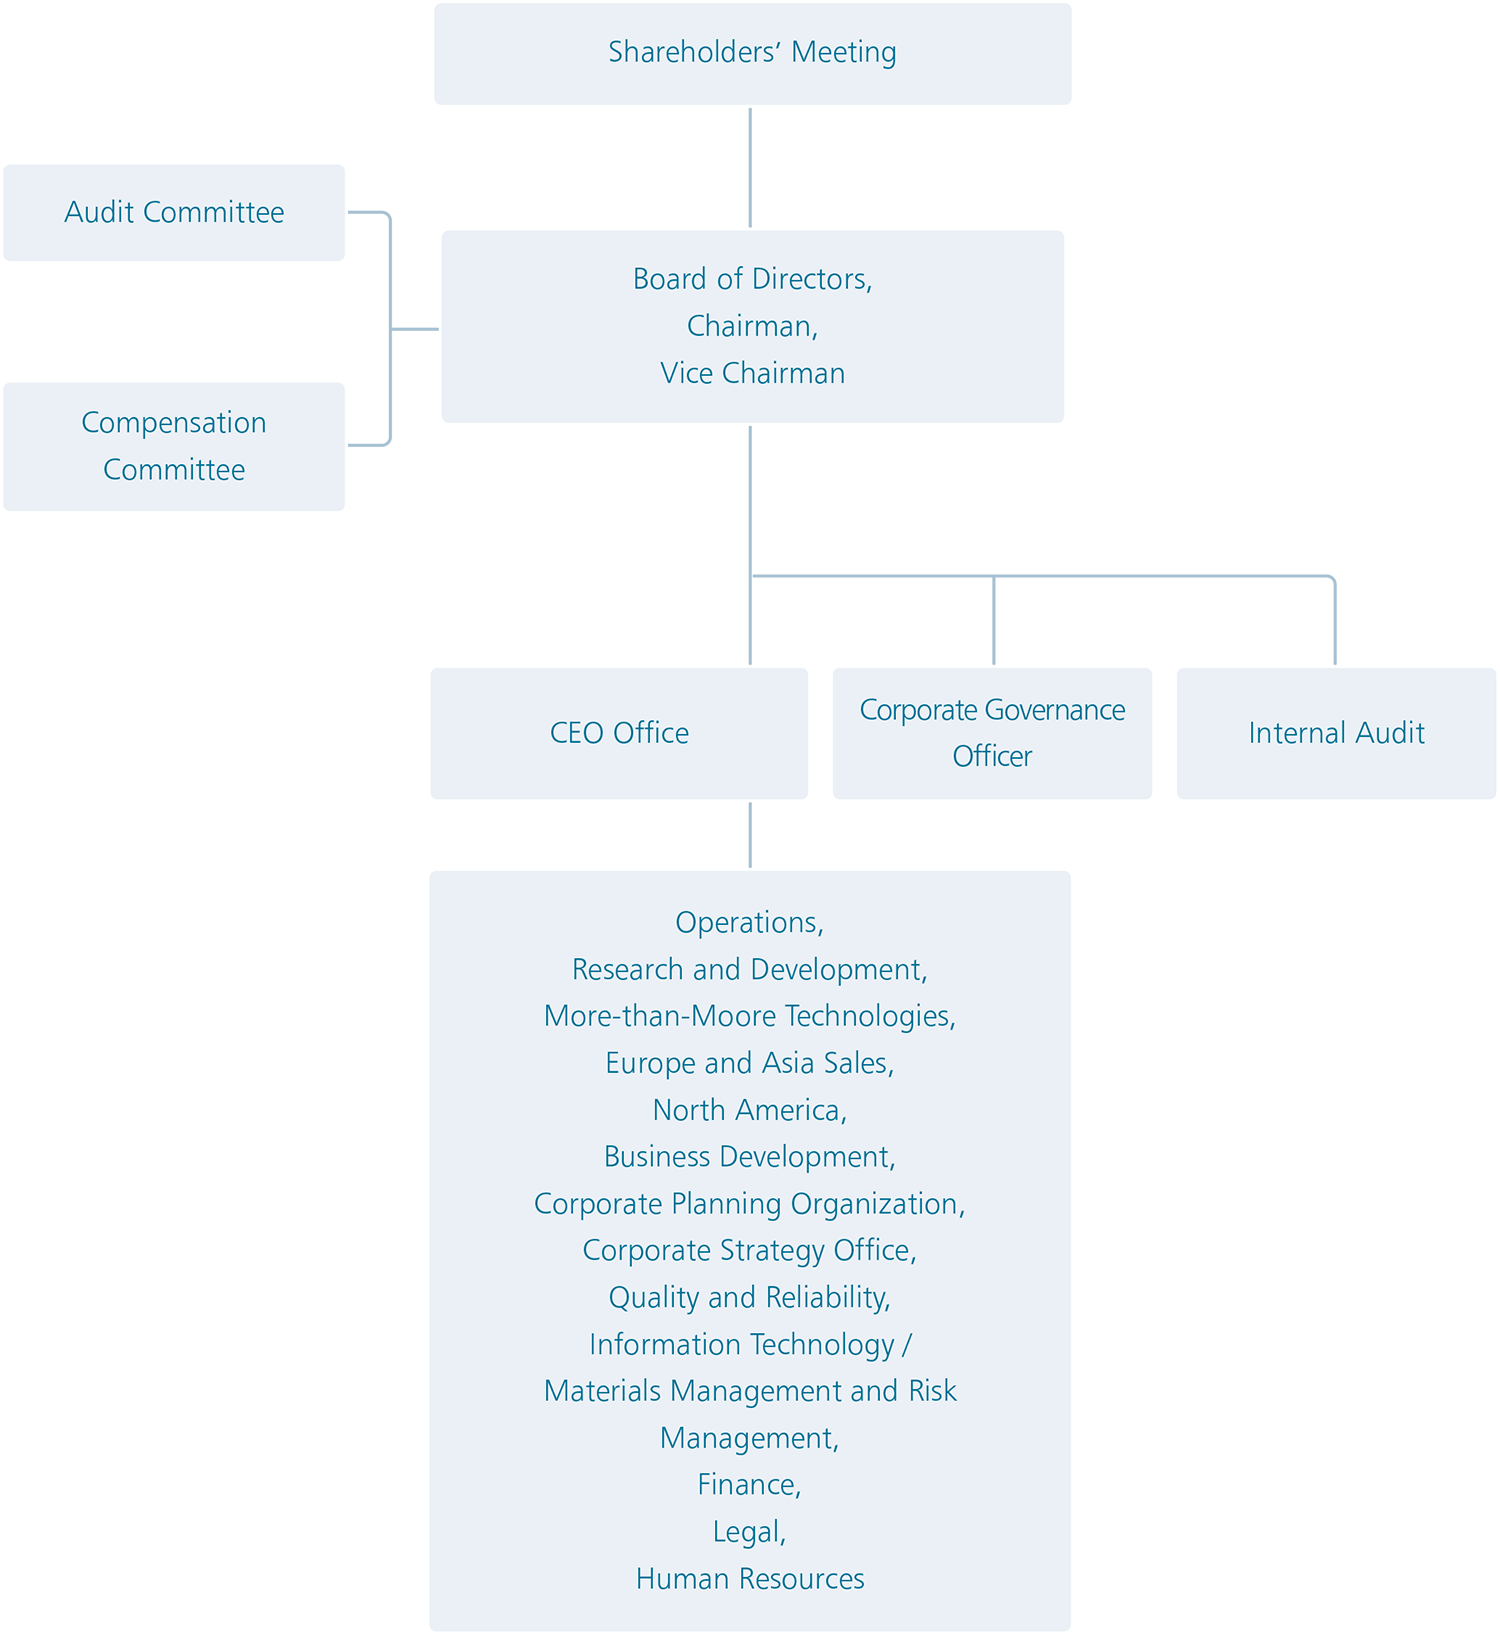 Shareholders’ Meeting
Audit Committee
Board of Directors,
Chairman,
Vice Chairman
Compensation
Committee
CEO Office
Corporate Governance
Officer
Internal Audit
Operations,
Research and Development,
More-than-Moore Technologies,
Europe and Asia Sales,
North America,
Business Development,
Corporate Planning Organization,
Corporate Strategy Office,
Quality and Reliability,
Information Technology /
Materials Management and Risk
Management,
Finance,
Legal,
Human Resources